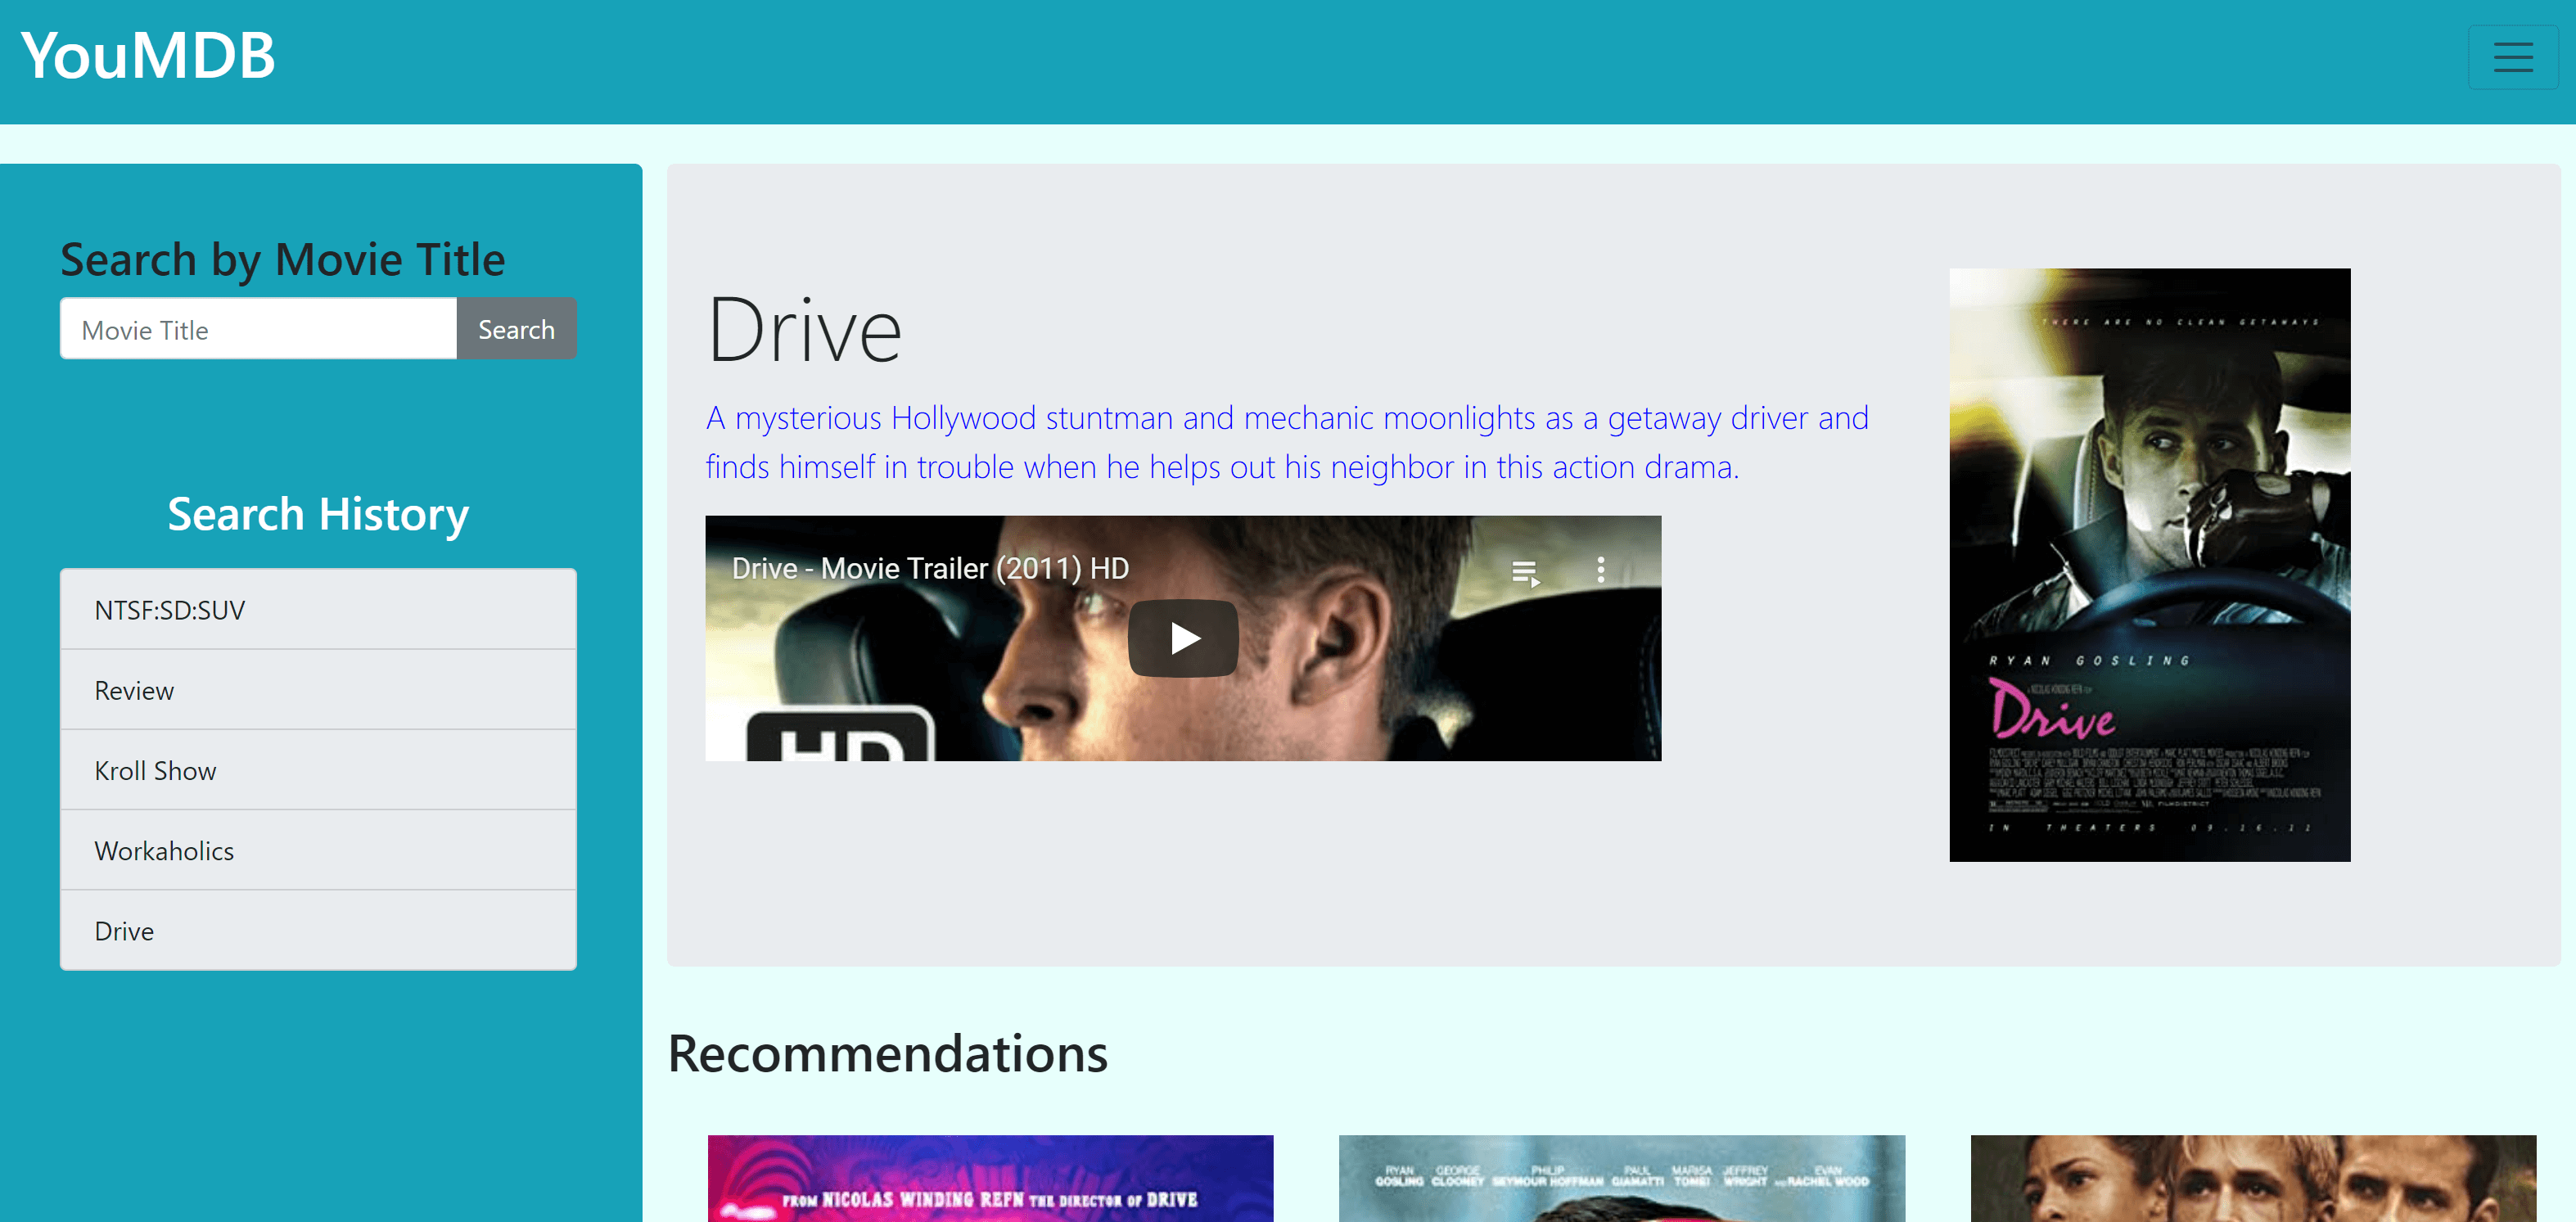 YouMDB
Search by Movie Title
Movie Title
Search
Search History
NTSF:SD:SUV
Review
Kroll Show
Workaholics
Drive
Drive
A mysterious Hollywood stuntman and mechanic moonlights as a getaway driver and
finds himself in trouble when he helps out his neighbor in this action drama.
Drive - Movie Trailer (2011) HD
HD
THERE ARE NO CLEAN GETAWAYS
RYAN GOSLING
A NICOLAS WINDING REFN FILM
Drive
IN THEATERS 09.16.11
Recommendations
FROM NICOLAS WINDING REFN THE DIRECTOR OF DRIVE
RYAN GOSLING GEORGE CLOONEY PHILIP SEYMOUR HOFFMAN PAUL GIAMATTI MARISA TOMEI JEFFREY WRIGHT AND EVAN RACHEL WOOD